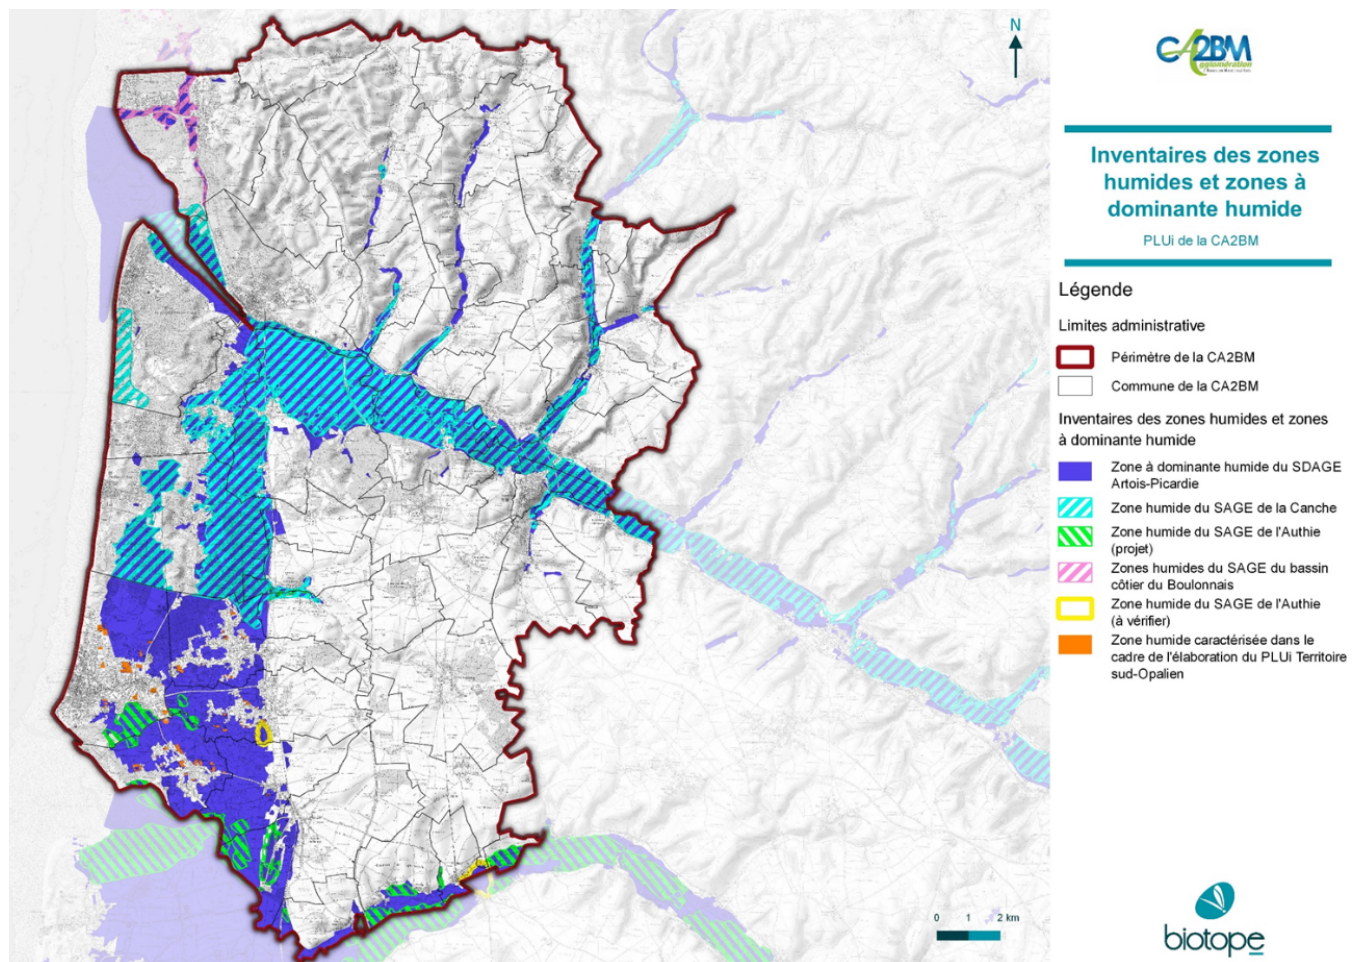 N
CA2BM
Agglomération
Inventaires des zones
humides et zones à
dominante humide
PLUi de la CA2BM
Légende
Limites administrative
Périmètre de la CA2BM
Commune de la CA2BM
Inventaires des zones humides et zones
à dominante humide
Zone à dominante humide du SDAGE
Artois-Picardie
Zone humide du SAGE de la Canche
Zone humide du SAGE de l'Authie
(projet)
Zones humides du SAGE du bassin
côtier du Boulonnais
Zone humide du SAGE de l'Authie
(à vérifier)
Zone humide caractérisée dans le
cadre de l'élaboration du PLUi Territoire
sud-Opalien
0 1 2 km
biotope